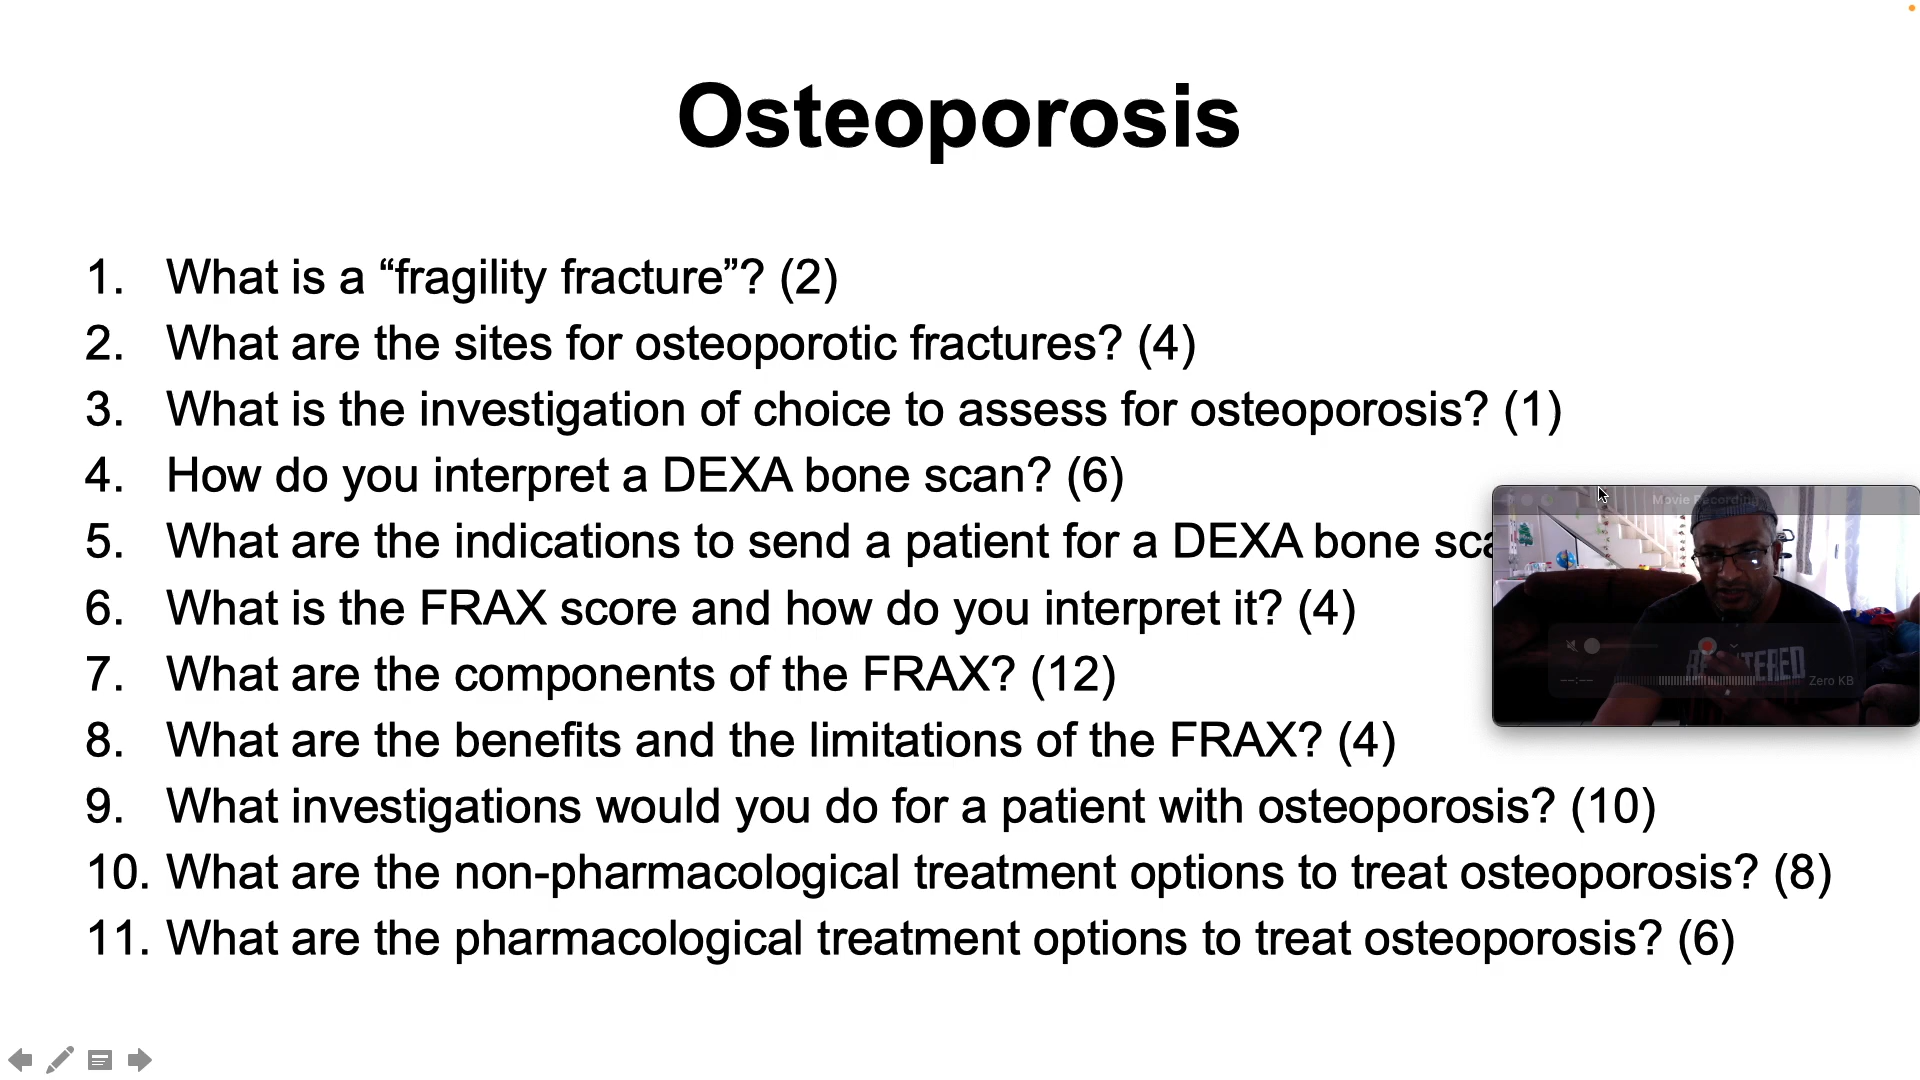 Osteoporosis
1. What is a “fragility fracture”? (2)
2. What are the sites for osteoporotic fractures? (4)
3. What is the investigation of choice to assess for osteoporosis? (1)
4. How do you interpret a DEXA bone scan? (6)
Movie Recording
5. What are the indications to send a patient for a DEXA bone
6. What is the FRAX score and how do you interpret it? (4)
7. What are the components of the FRAX? (12)
--:-- Zero KB
8. What are the benefits and the limitations of the FRAX? (4)
9. What investigations would you do for a patient with osteoporosis? (10)
10. What are the non-pharmacological treatment options to treat osteoporosis? (8)
11. What are the pharmacological treatment options to treat osteoporosis? (6)